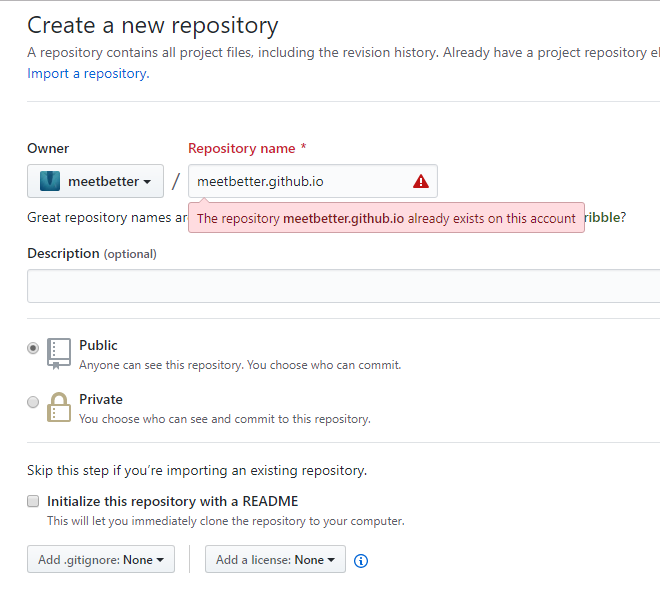 Create a new repository
A repository contains all project files, including the revision history. Already have a project repository
Import a repository.
Owner
Repository name *
meetbetter
/
meetbetter.github.io
Great repository names
The repository meetbetter.github.io already exists on this account
ribble?
Description (optional)
Public
Anyone can see this repository. You choose who can commit.
Private
You choose who can see and commit to this repository.
Skip this step if you’re importing an existing repository.
Initialize this repository with a README
This will let you immediately clone the repository to your computer.
Add .gitignore: None
Add a license: None